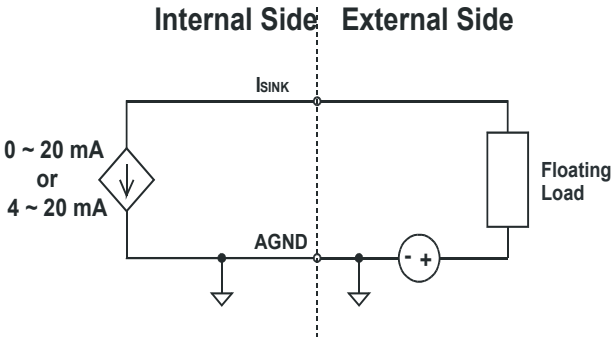 Internal Side External Side
ISINK
0 ~ 20 mA
or
4 ~ 20 mA
Floating
Load
AGND
- +